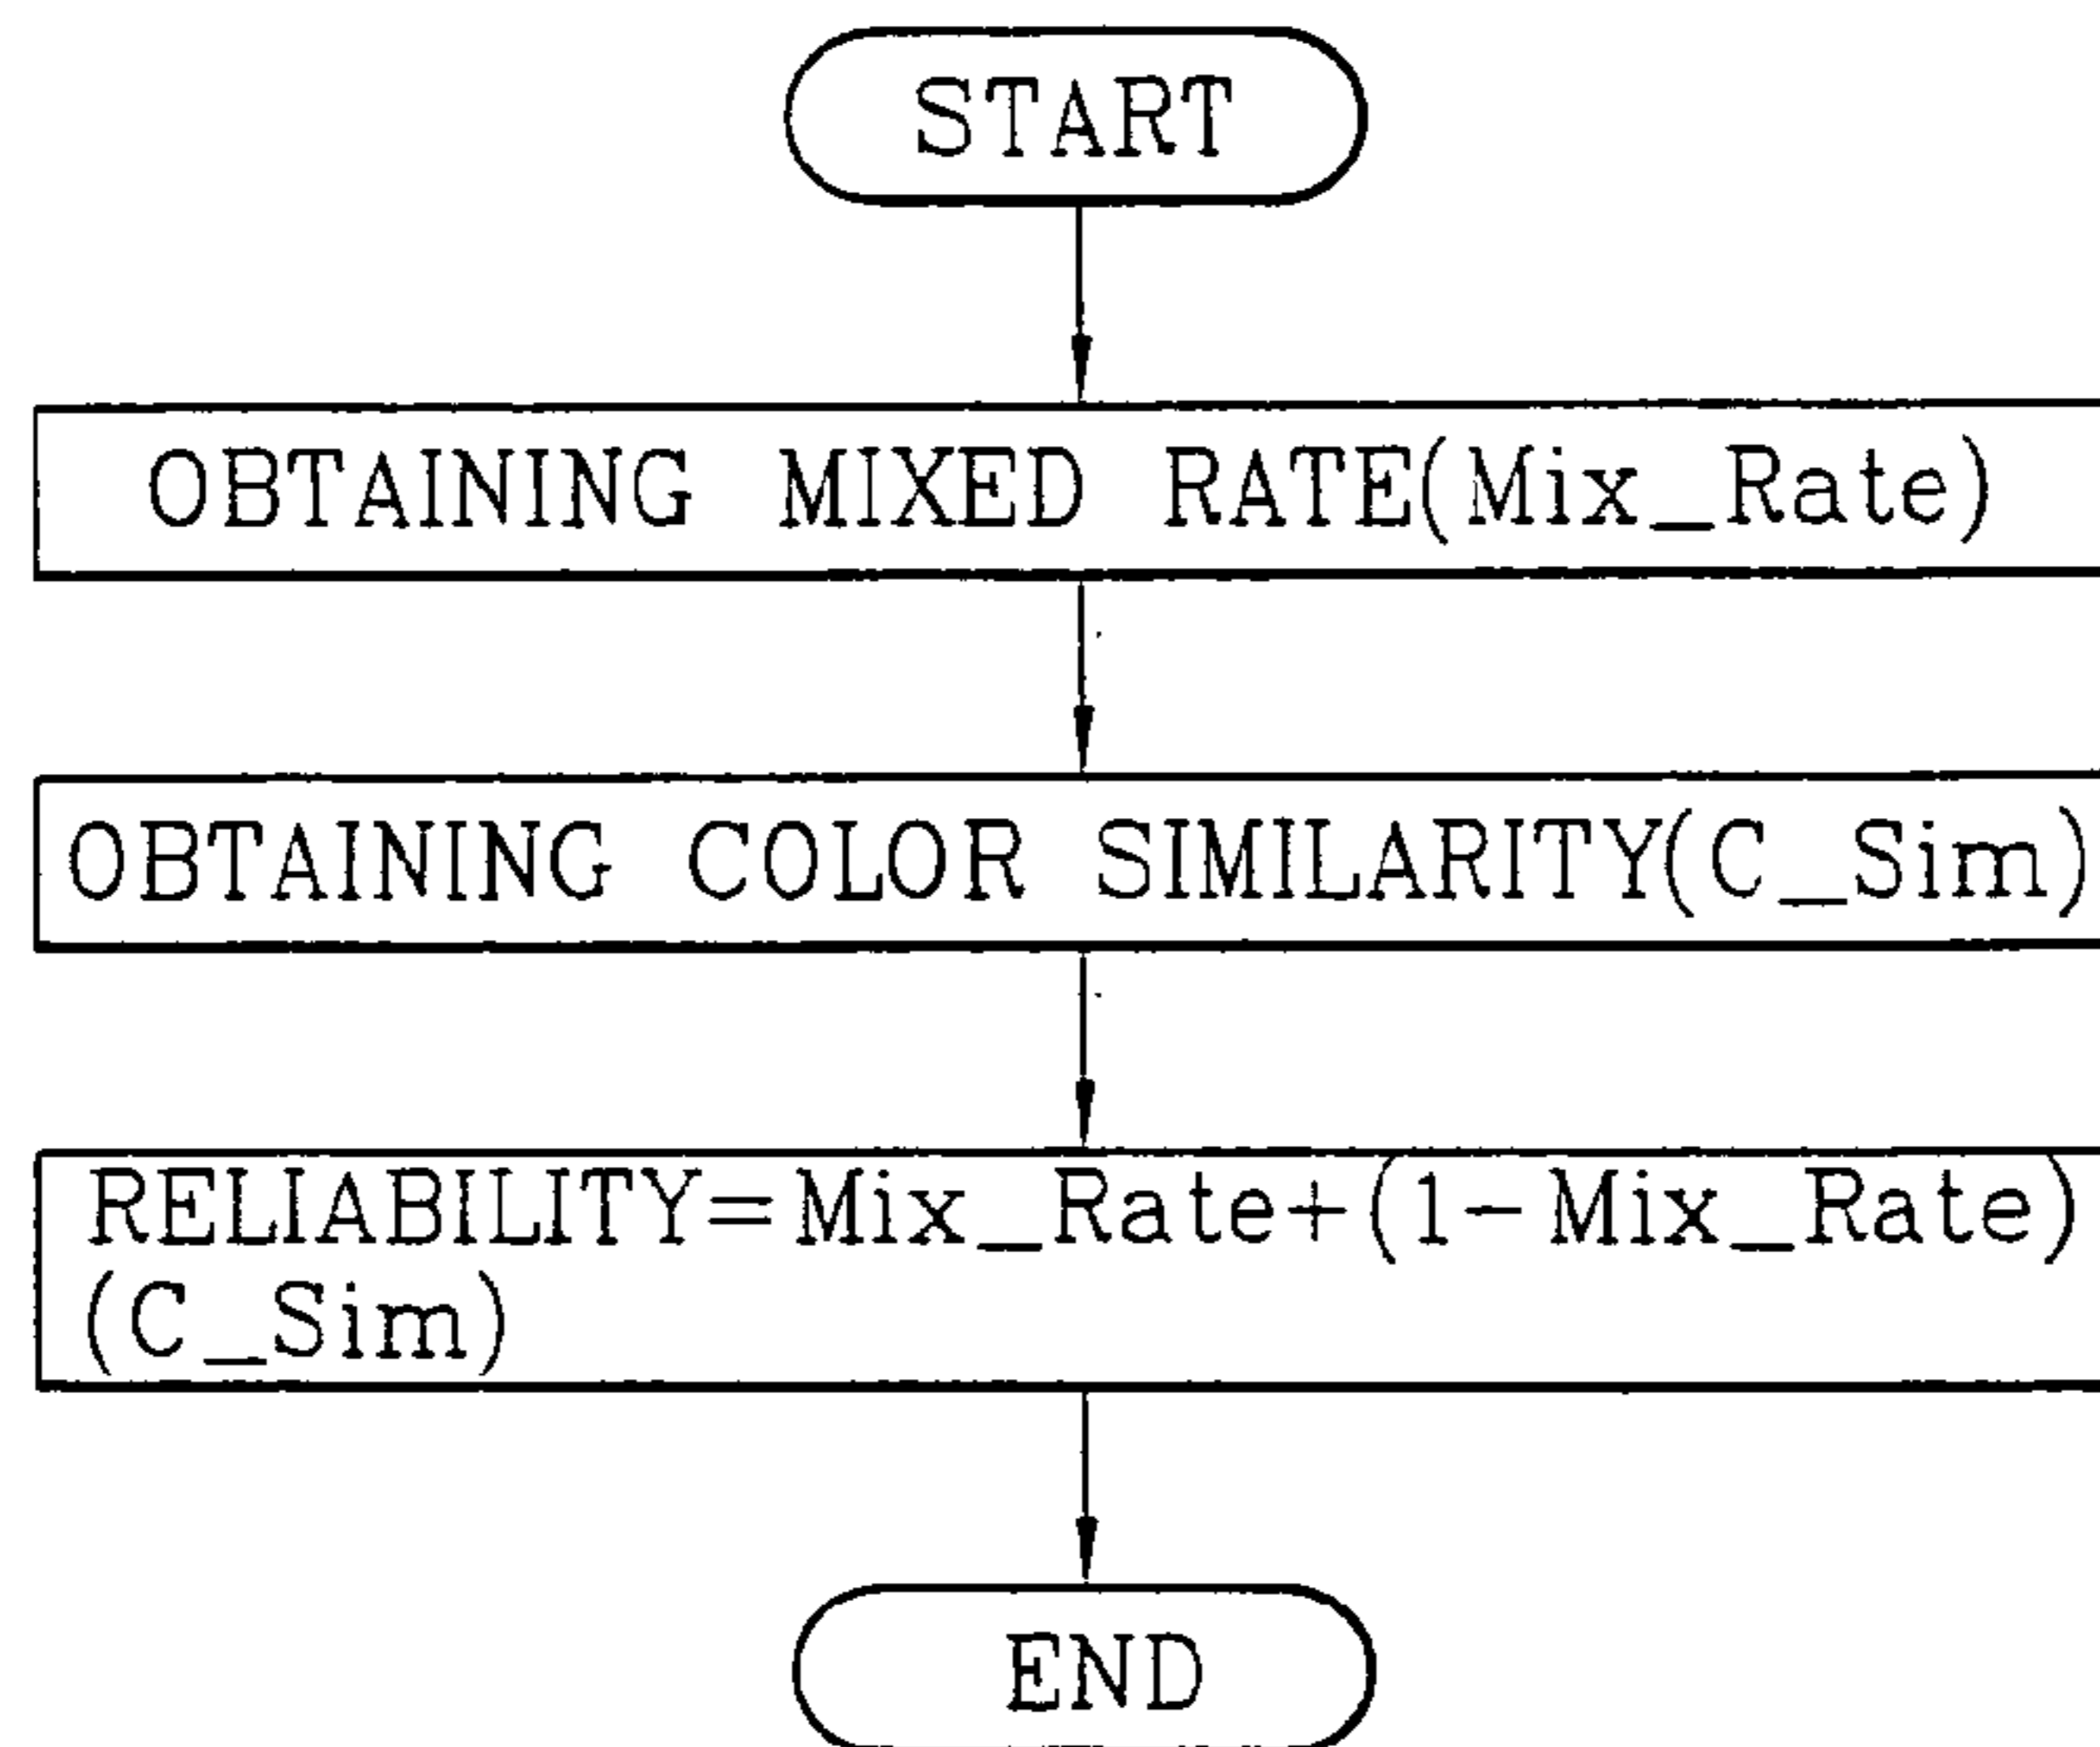 START
OBTAINING MIXED RATE(Mix_Rate)
OBTAINING COLOR SIMILARITY(C_Sim)
RELIABILITY=Mix_Rate+(1-Mix_Rate)
(C_Sim)
END